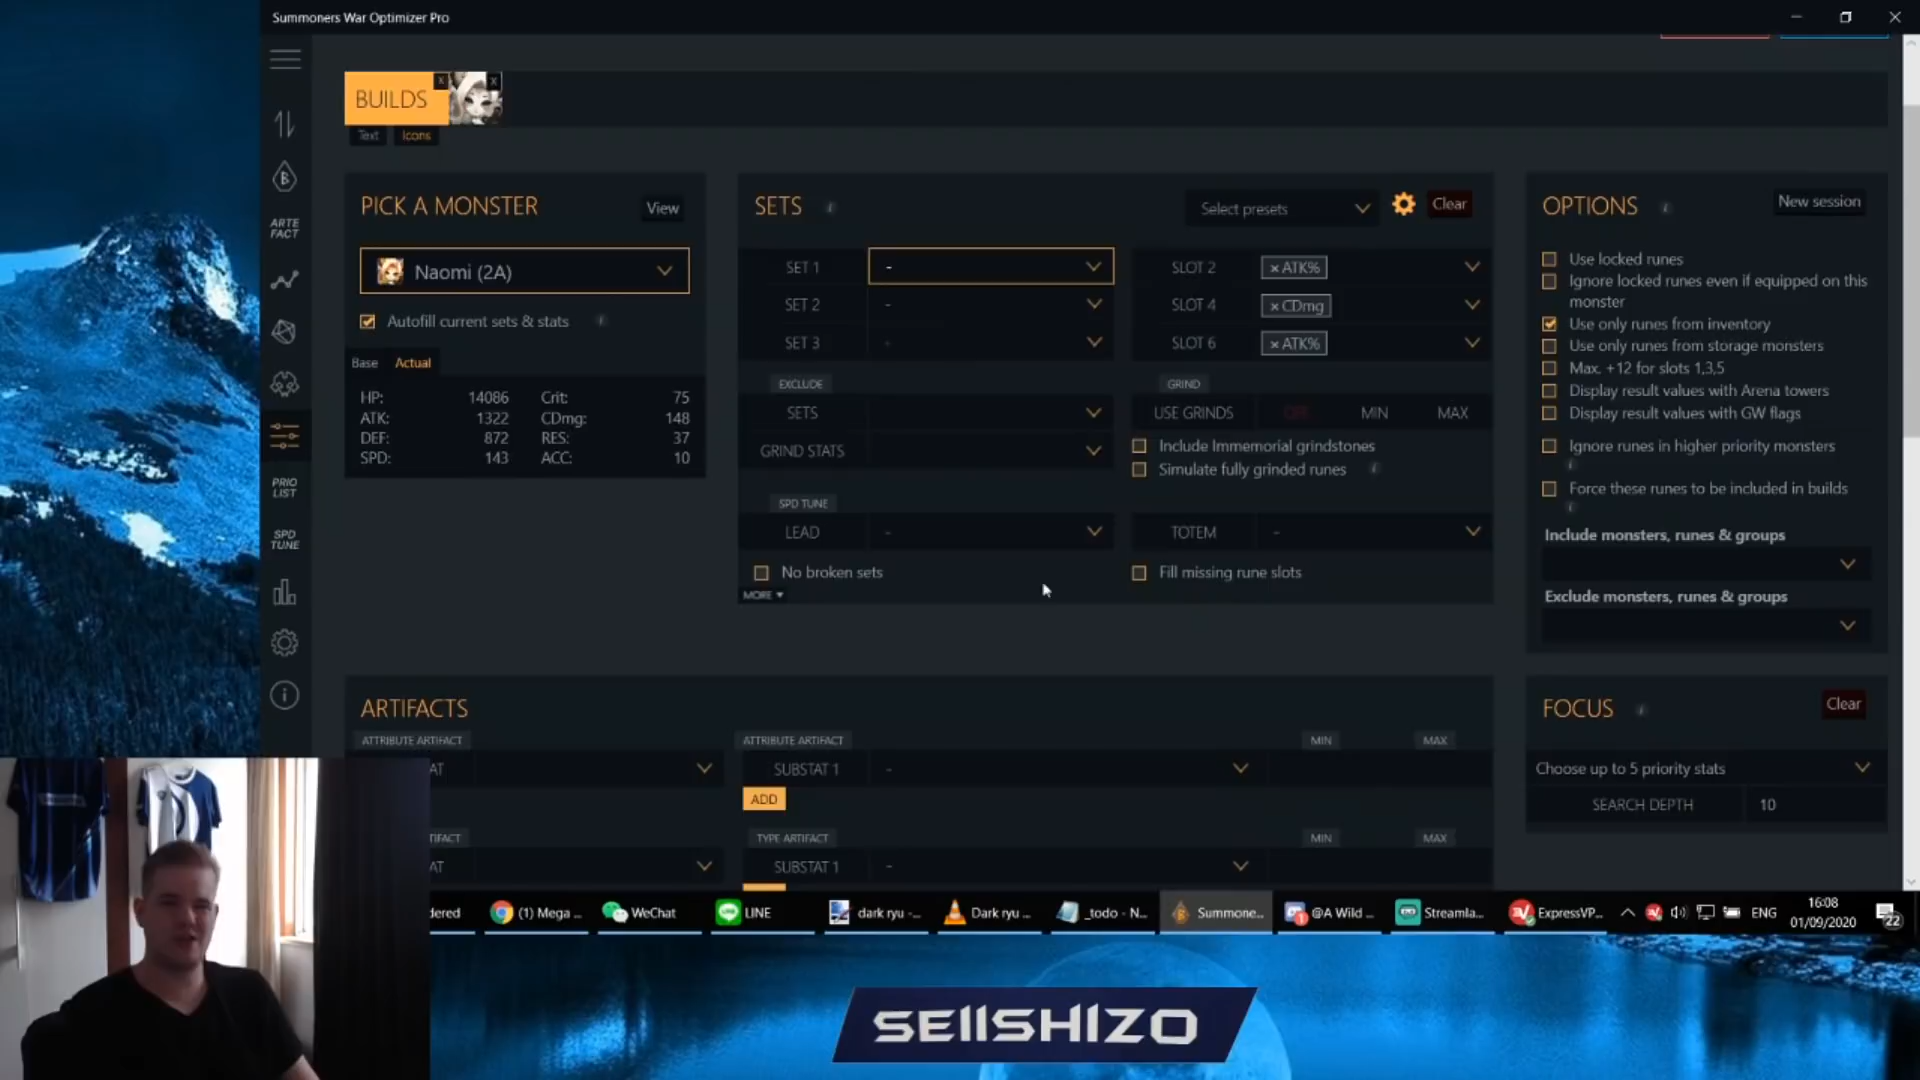 Summoners War Optimizer Pro
BUILDS
x
x
Text
Icons
ARTE
FACT
PRIO
LIST
SPD
TUNE
PICK A MONSTER
View
Naomi (2A)
Autofill current sets & stats
i
Base
Actual
HP: 14086 Crit: 75
ATK: 1322 CDmg: 148
DEF: 872 RES: 37
SPD: 143 ACC: 10
SETS
i
Select presets
Clear
SET 1 -
SLOT 2 × ATK%
SET 2 -
SLOT 4 × CDmg
SET 3 -
SLOT 6 × ATK%
EXCLUDE
GRIND
SETS
USE GRINDS OFF MIN MAX
GRIND STATS
Include Immemorial grindstones
Simulate fully grinded runes i
SPD TUNE
LEAD -
TOTEM -
No broken sets
Fill missing rune slots
MORE
OPTIONS
i
New session
Use locked runes
Ignore locked runes even if equipped on this
monster
Use only runes from inventory
Use only runes from storage monsters
Max. +12 for slots 1,3,5
Display result values with Arena towers
Display result values with GW flags
Ignore runes in higher priority monsters
i
Force these runes to be included in builds
i
Include monsters, runes & groups
Exclude monsters, runes & groups
ARTIFACTS
ATTRIBUTE ARTIFACT
ATTRIBUTE ARTIFACT
MIN
MAX
AT
SUBSTAT 1 -
ADD
TIFACT
TYPE ARTIFACT
MIN
MAX
AT
SUBSTAT 1 -
FOCUS
i
Clear
Choose up to 5 priority stats
SEARCH DEPTH 10
dered
(1) Mega ...
WeChat
LINE
dark ryu -...
Dark ryu ...
_todo - N...
Summone...
@A Wild ...
Streamla...
ExpressVP...
ENG
16:08
01/09/2020
22
SEllSHIZO